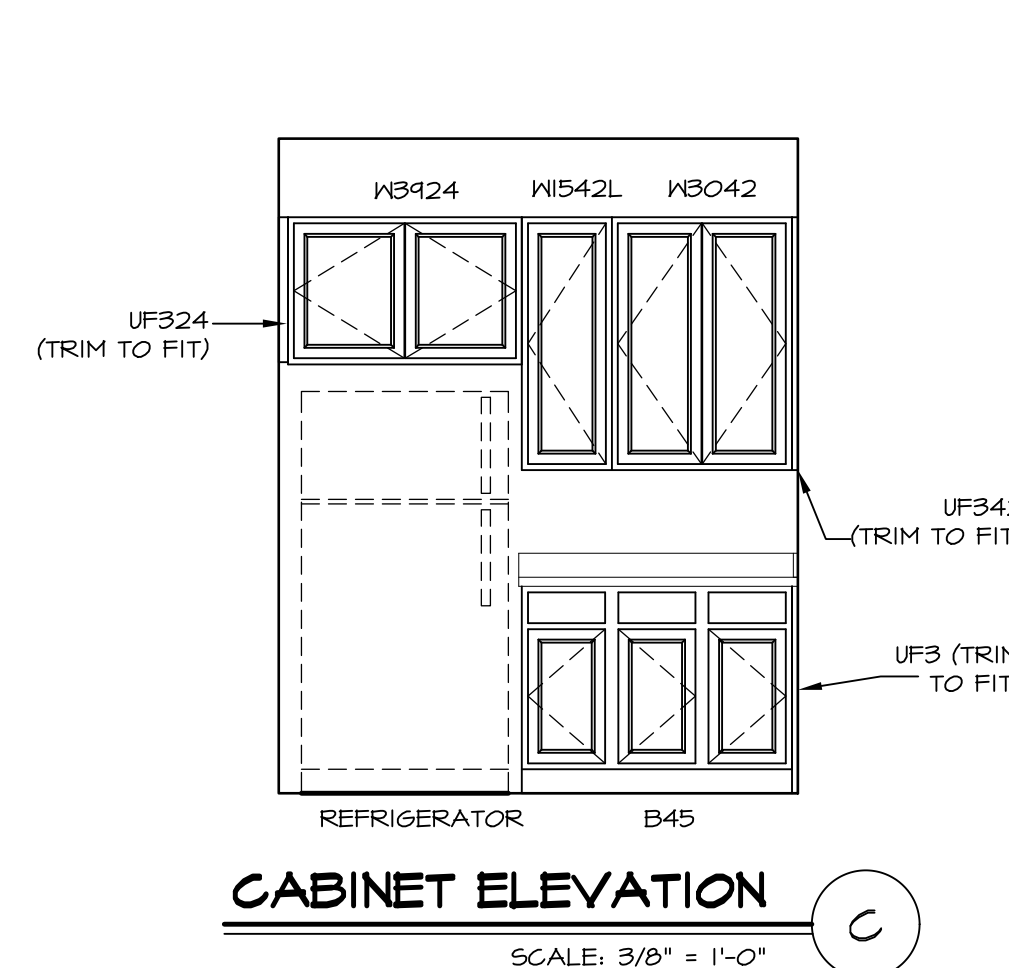 W3924 W1542L W3042
UF324
(TRIM TO FIT)
(TRIM TO FIT
UF3 (TRIM
TO FIT
REFRIGERATOR B45
CABINET ELEVATION
C
SCALE: 3/8" = 1'-0"